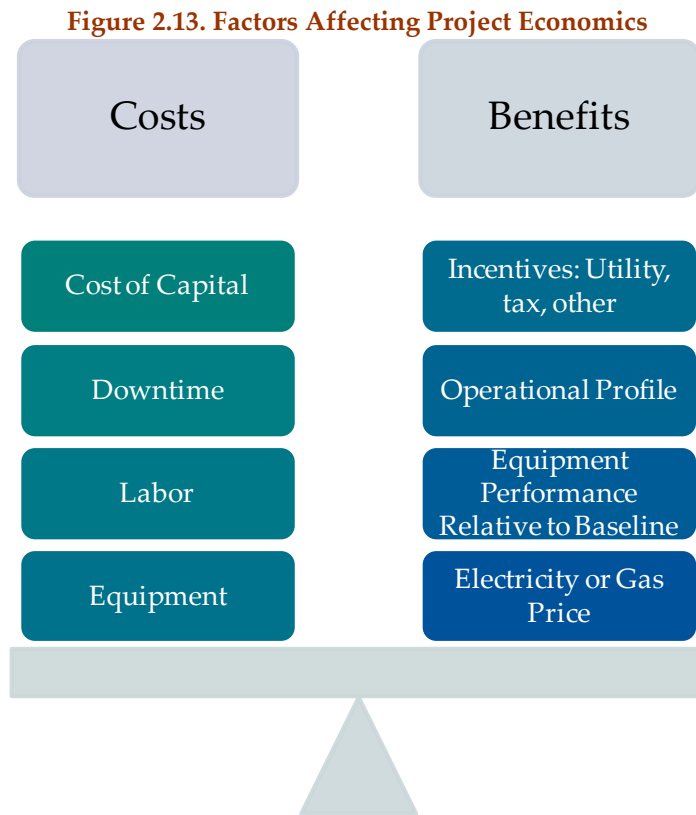 Figure 2.13. Factors Affecting Project Economics
Costs
Benefits
Cost of Capital
Incentives: Utility,
tax, other
Downtime
Operational Profile
Labor
Equipment
Performance
Relative to Baseline
Equipment
Electricity or Gas
Price